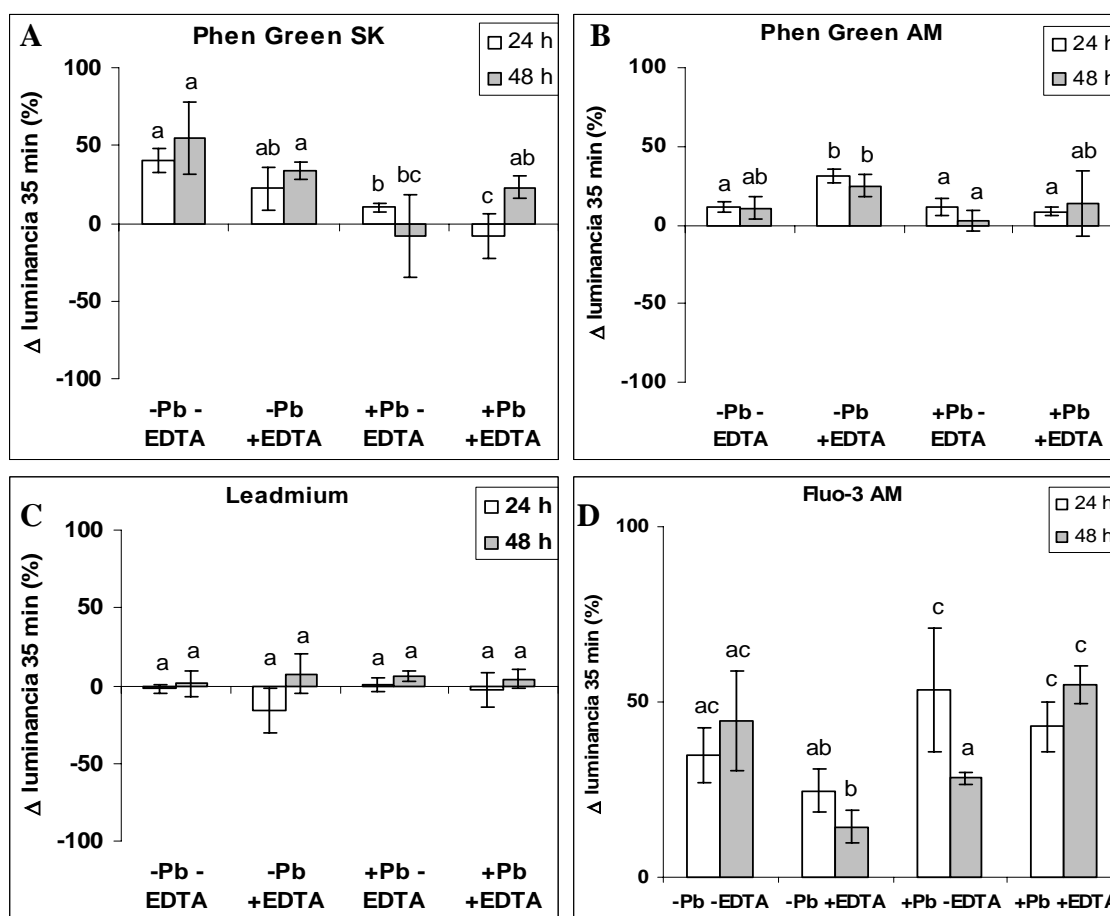 A
Phen Green SK
24 h
48 h
Δ luminancia 35 min (%)
100
50
0
-50
-100
a
a
ab
a
b
bc
c
ab
-Pb -
EDTA
-Pb
+EDTA
+Pb -
EDTA
+Pb
+EDTA
B
Phen Green AM
24 h
48 h
Δ luminancia 35 min (%)
100
50
0
-50
-100
a
ab
b
b
a
a
a
ab
-Pb -
EDTA
-Pb
+EDTA
+Pb -
EDTA
+Pb
+EDTA
C
Leadmium
24 h
48 h
Δ luminancia 35 min (%)
100
50
0
-50
-100
a
a
a
a
a
a
a
a
-Pb -
EDTA
-Pb
+EDTA
+Pb -
EDTA
+Pb
+EDTA
D
Fluo-3 AM
24 h
48 h
Δ luminancia 35 min (%)
100
50
0
ac
ac
ab
b
c
a
c
c
-Pb -EDTA
-Pb +EDTA
+Pb -EDTA
+Pb +EDTA